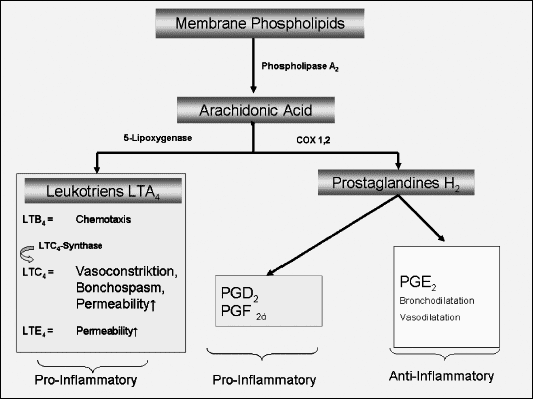 Membrane Phospholipids
Phospholipase A2
Arachidonic Acid
5-Lipoxygenase
COX 1,2
Leukotriens LTA4
Prostaglandines H2
LTB4 = Chemotaxis
LTC4-Synthase
LTC4 = Vasoconstriktion,
Bonchospasm,
Permeability↑
LTE4 = Permeability↑
PGD2
PGF 2d
PGE2
Bronchodilatation
Vasodilatation
Pro-Inflammatory
Pro-Inflammatory
Anti-Inflammatory